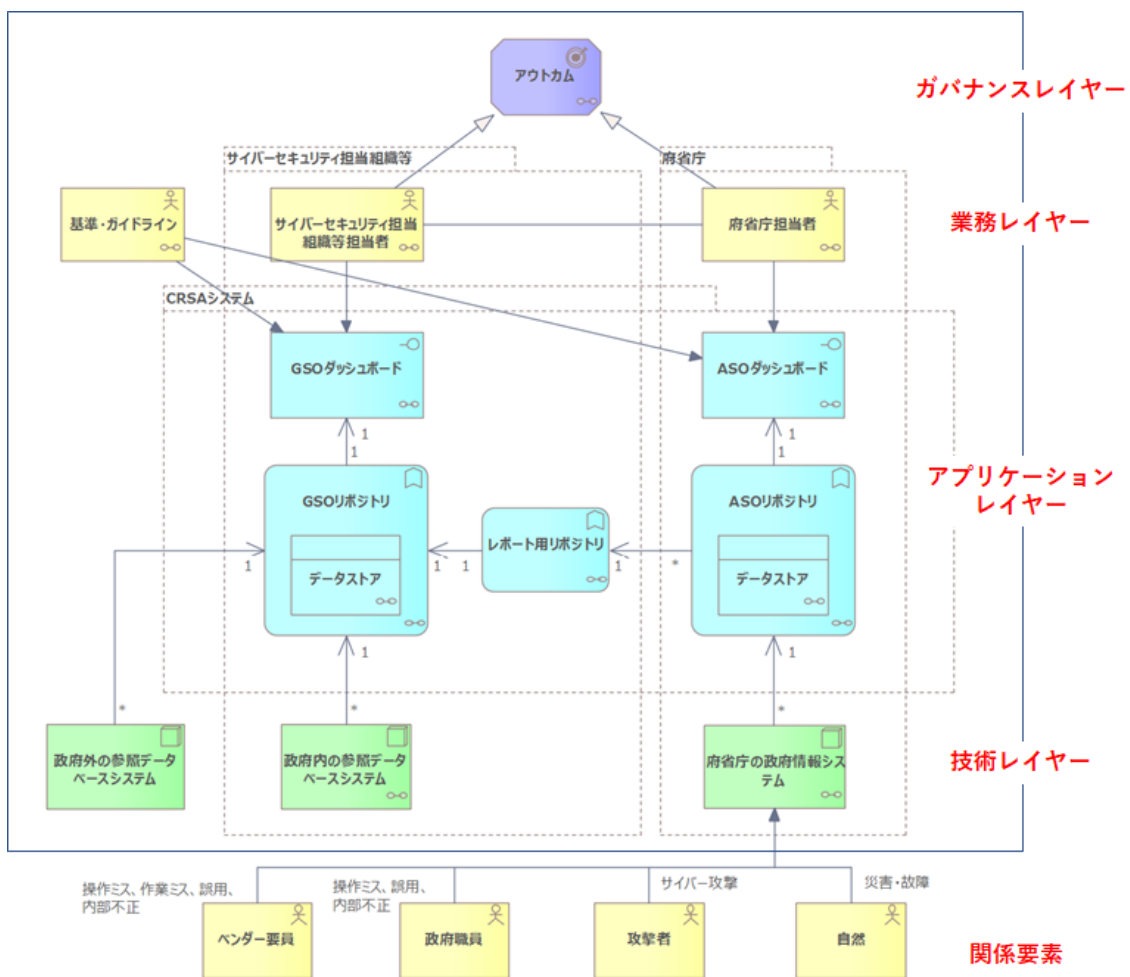 アウトカム
ガバナンスレイヤー
サイバーセキュリティ担当組織等
府省庁
基準・ガイドライン
サイバーセキュリティ担当
組織等担当者
府省庁担当者
業務レイヤー
CRSAシステム
GSOダッシュボード
ASOダッシュボード
1
1
1
1
GSOリポジトリ
データストア
レポート用リポジトリ
ASOリポジトリ
データストア
アプリケーション
レイヤー
1
1
1
1
*
1
1
*
*
*
政府外の参照データ
ベースシステム
政府内の参照データ
ベースシステム
府省庁の政府情報シス
テム
技術レイヤー
操作ミス、作業ミス、誤用、
内部不正
操作ミス、誤用、
内部不正
サイバー攻撃
災害・故障
ベンダー要員
政府職員
攻撃者
自然
関係要素